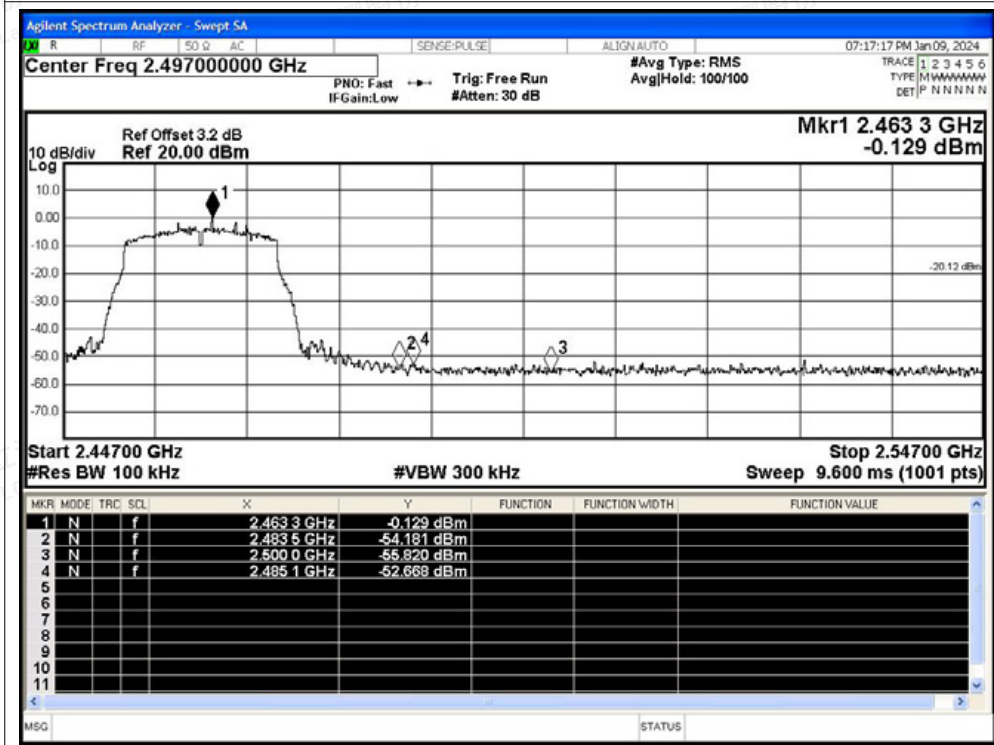 Agilent Spectrum Analyzer - Swept SA
LXI R RF 50 Ω AC SENSE:PULSE ALIGN AUTO 07:17:17 PM Jan 09, 2024
Center Freq 2.497000000 GHz
PNO: Fast
IFGain:Low
Trig: Free Run
#Atten: 30 dB
#Avg Type: RMS
Avg|Hold: 100/100
TRACE 1 2 3 4 5 6
TYPE M W W W W W
DET P N N N N N
Ref Offset 3.2 dB
10 dB/div Ref 20.00 dBm
Log
Mkr1 2.463 3 GHz
-0.129 dBm
10.0
0.00
-10.0
-20.0
-30.0
-40.0
-50.0
-60.0
-70.0
1
2 4
3
-20.12 dBm
Start 2.44700 GHz Stop 2.54700 GHz
#Res BW 100 kHz #VBW 300 kHz Sweep 9.600 ms (1001 pts)
MKR MODE TRC SCL X Y FUNCTION FUNCTION WIDTH FUNCTION VALUE
1 N f 2.463 3 GHz -0.129 dBm
2 N f 2.483 5 GHz -54.181 dBm
3 N f 2.500 0 GHz -55.820 dBm
4 N f 2.485 1 GHz -52.668 dBm
5
6
7
8
9
10
11
MSG STATUS